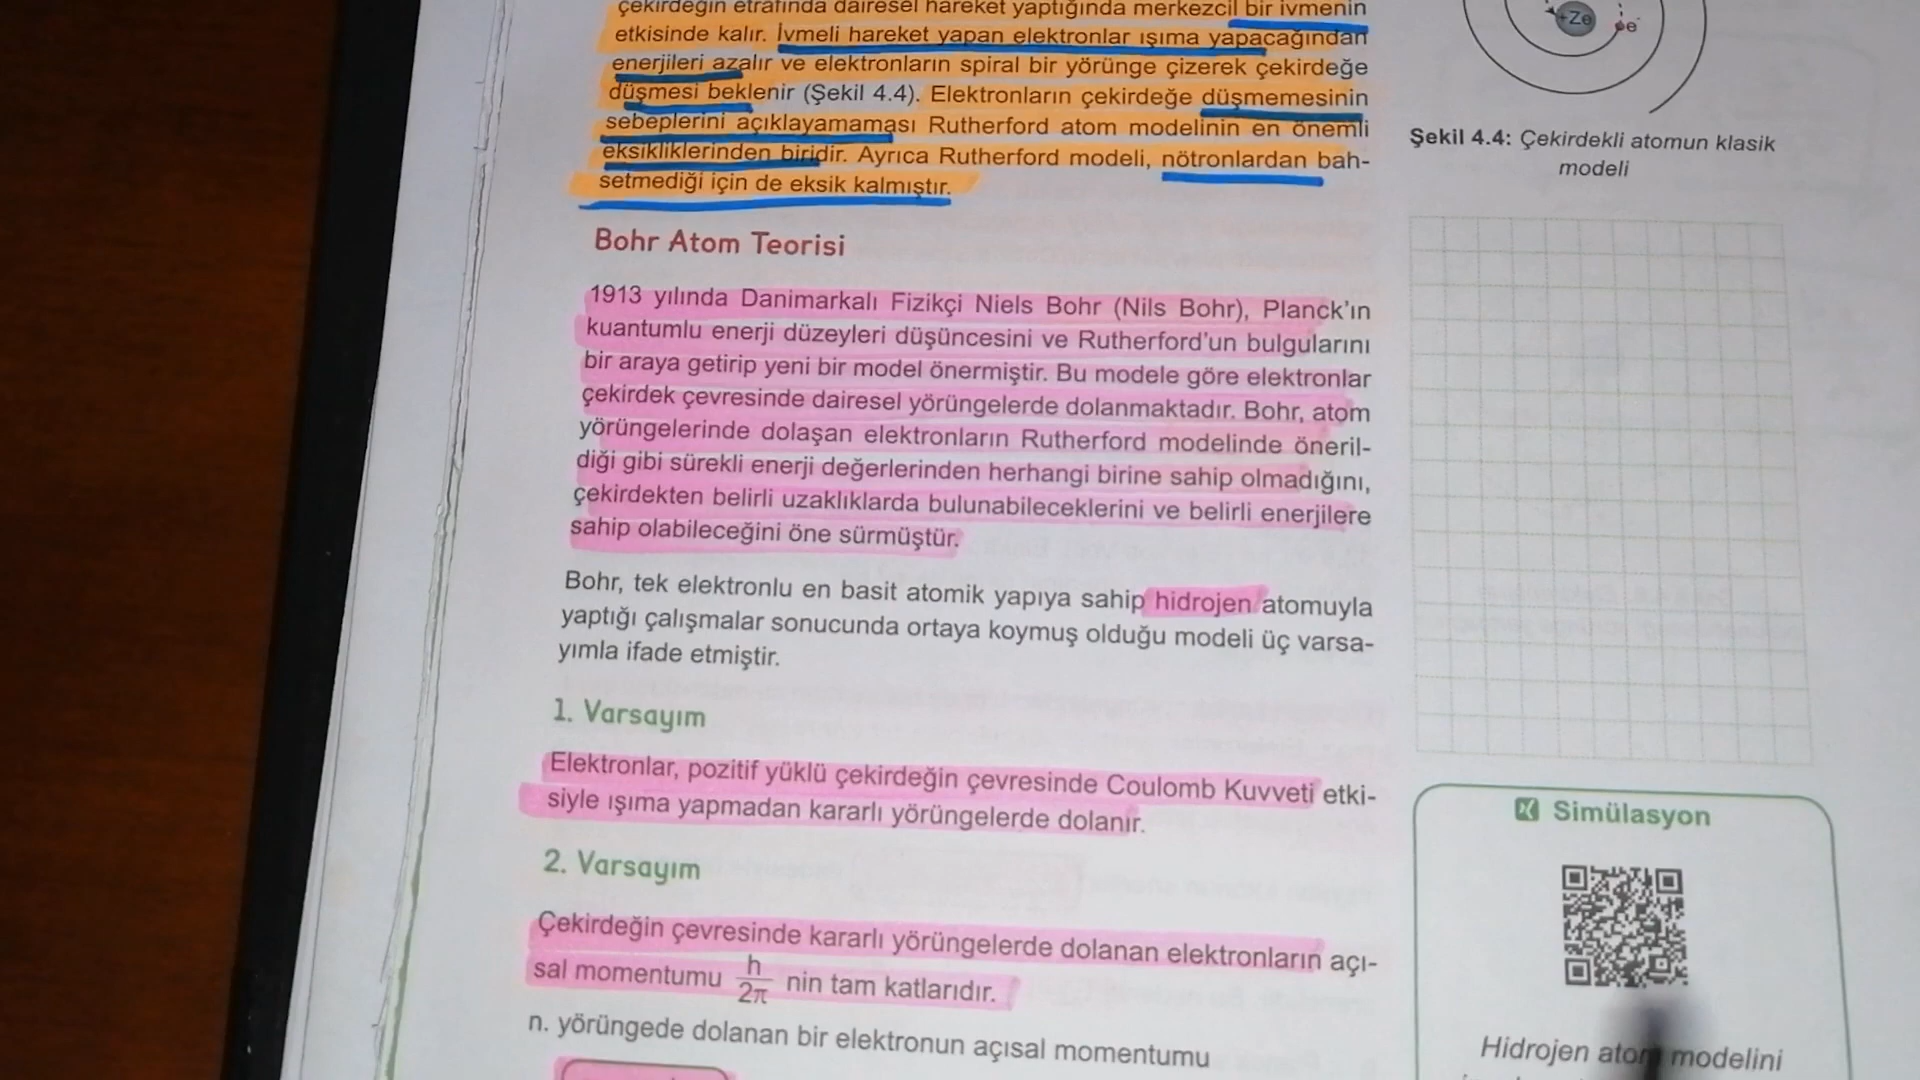 çekirdeğin etrafında dairesel hareket yaptığında merkezcil bir ivmenin
etkisinde kalır. İvmeli hareket yapan elektronlar ışıma yapacağından
enerjileri azalır ve elektronların spiral bir yörünge çizerek çekirdeğe
düşmesi beklenir (Şekil 4.4). Elektronların çekirdeğe düşmemesinin
sebeplerini açıklayamaması Rutherford atom modelinin en önemli
eksikliklerinden biridir. Ayrıca Rutherford modeli, nötronlardan bah-
setmediği için de eksik kalmıştır.
Bohr Atom Teorisi
1913 yılında Danimarkalı Fizikçi Niels Bohr (Nils Bohr), Planck’ın
kuantumlu enerji düzeyleri düşüncesini ve Rutherford’un bulgularını
bir araya getirip yeni bir model önermiştir. Bu modele göre elektronlar
çekirdek çevresinde dairesel yörüngelerde dolanmaktadır. Bohr, atom
yörüngelerinde dolaşan elektronların Rutherford modelinde öneril-
diği gibi sürekli enerji değerlerinden herhangi birine sahip olmadığını,
çekirdekten belirli uzaklıklarda bulunabileceklerini ve belirli enerjilere
sahip olabileceğini öne sürmüştür.
Bohr, tek elektronlu en basit atomik yapıya sahip hidrojen atomuyla
yaptığı çalışmalar sonucunda ortaya koymuş olduğu modeli üç varsa-
yımla ifade etmiştir.
1. Varsayım
Elektronlar, pozitif yüklü çekirdeğin çevresinde Coulomb Kuvveti etki-
siyle ışıma yapmadan kararlı yörüngelerde dolanır.
2. Varsayım
Çekirdeğin çevresinde kararlı yörüngelerde dolanan elektronların açı-
sal momentumu h/2π nin tam katlarıdır.
n. yörüngede dolanan bir elektronun açısal momentumu
+Ze
e⁻
Şekil 4.4: Çekirdekli atomun klasik
modeli
Simülasyon
Hidrojen atom modelini